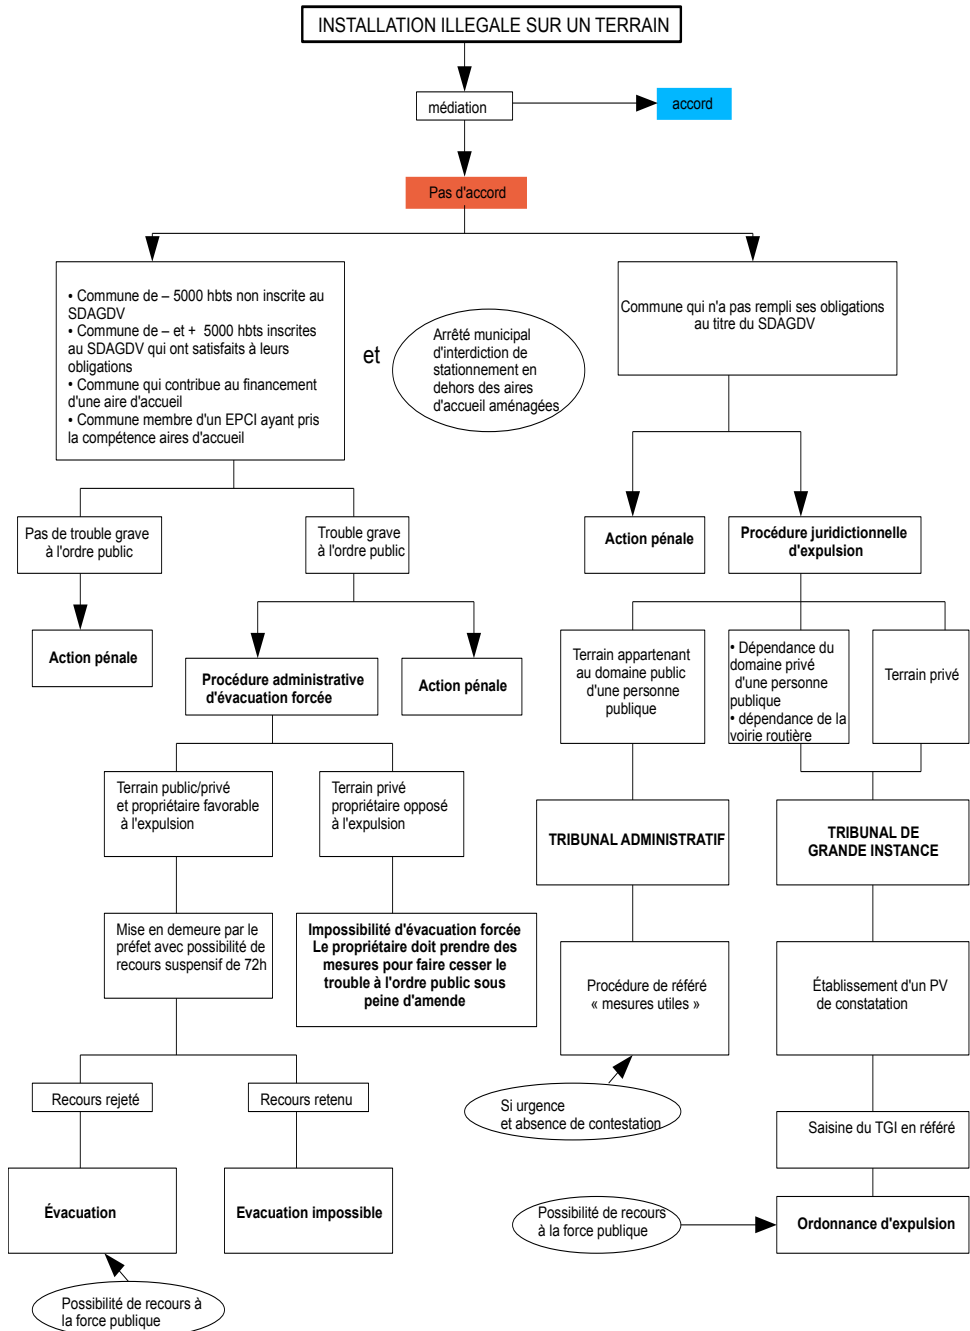 INSTALLATION ILLEGALE SUR UN TERRAIN
médiation
accord
Pas d'accord
• Commune de – 5000 hbts non inscrite au
SDAGDV
• Commune de – et + 5000 hbts inscrites
au SDAGDV qui ont satisfaits à leurs
obligations
• Commune qui contribue au financement
d'une aire d'accueil
• Commune membre d'un EPCI ayant pris
la compétence aires d'accueil
et
Arrêté municipal
d'interdiction de
stationnement en
dehors des aires
d'accueil aménagées
Commune qui n'a pas rempli ses obligations
au titre du SDAGDV
Pas de trouble grave
à l'ordre public
Trouble grave
à l'ordre public
Action pénale
Procédure juridictionnelle
d'expulsion
Action pénale
Procédure administrative
d'évacuation forcée
Action pénale
Terrain appartenant
au domaine public
d'une personne
publique
• Dépendance du
domaine privé
d'une personne
publique
• dépendance de la
voirie routière
Terrain privé
Terrain public/privé
et propriétaire favorable
à l'expulsion
Terrain privé
propriétaire opposé
à l'expulsion
TRIBUNAL ADMINISTRATIF
TRIBUNAL DE
GRANDE INSTANCE
Mise en demeure par le
préfet avec possibilité de
recours suspensif de 72h
Impossibilité d'évacuation forcée
Le propriétaire doit prendre des
mesures pour faire cesser le
trouble à l'ordre public sous
peine d'amende
Procédure de référé
« mesures utiles »
Établissement d'un PV
de constatation
Recours rejeté
Recours retenu
Si urgence
et absence de contestation
Saisine du TGI en référé
Évacuation
Evacuation impossible
Possibilité de recours
à la force publique
Ordonnance d'expulsion
Possibilité de recours à
la force publique